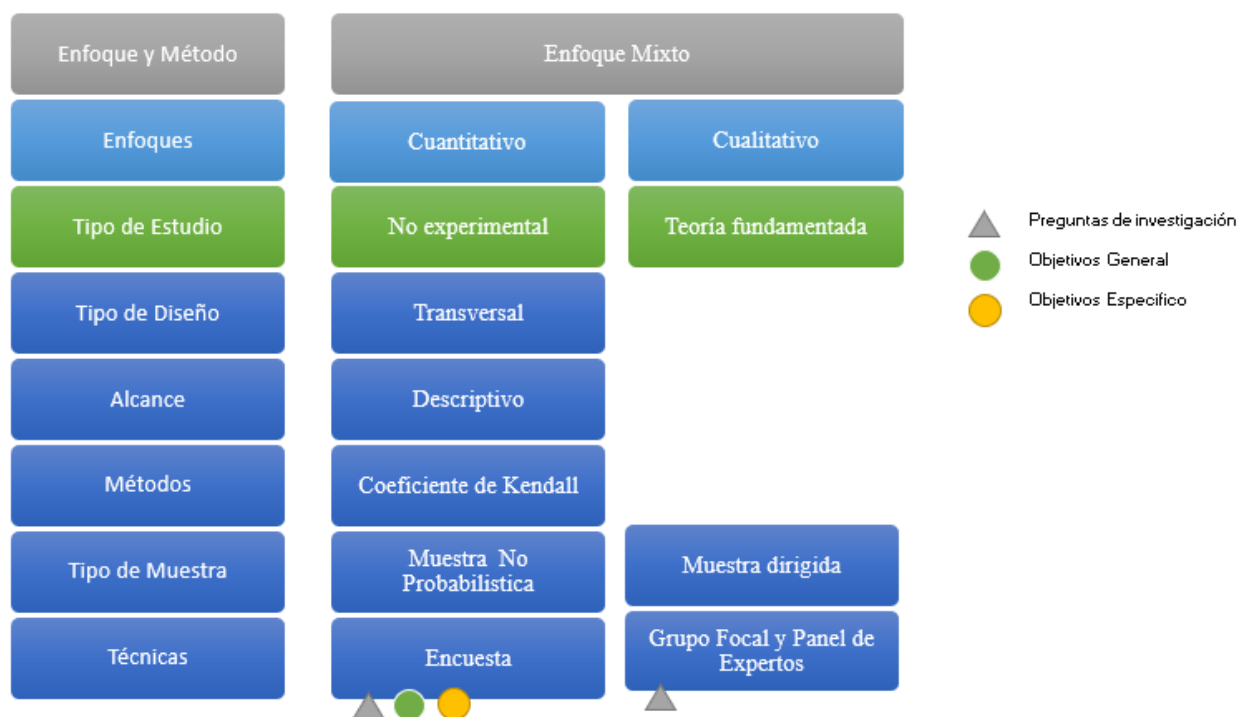 Enfoque y Método
Enfoque Mixto
Enfoques
Cuantitativo
Cualitativo
Tipo de Estudio
No experimental
Teoría fundamentada
Preguntas de investigación
Objetivos General
Objetivos Especifico
Tipo de Diseño
Transversal
Alcance
Descriptivo
Métodos
Coeficiente de Kendall
Tipo de Muestra
Muestra No
Probabilistica
Muestra dirigida
Técnicas
Encuesta
Grupo Focal y Panel de
Expertos